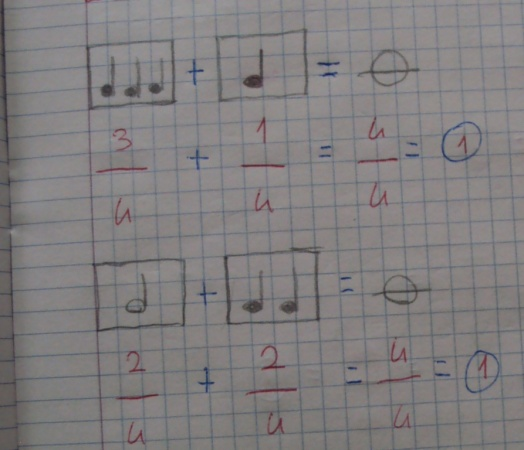 + =
3/4 + 1/4 = 4/4 = 1
+ =
2/4 + 2/4 = 4/4 = 1